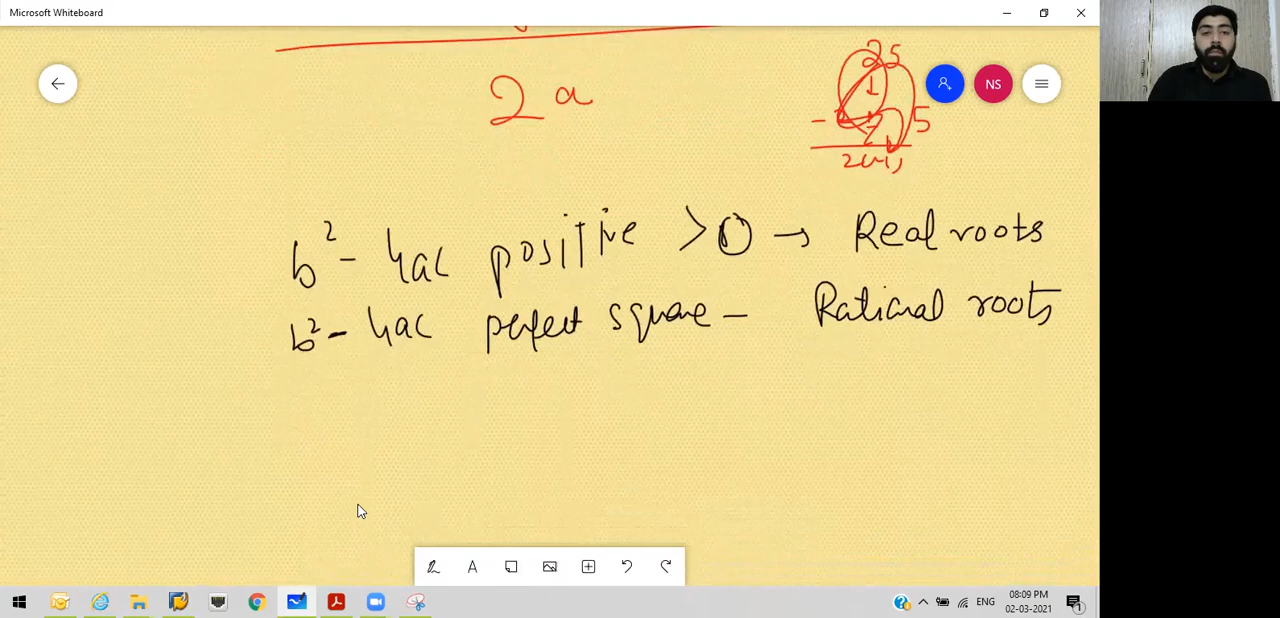 Microsoft Whiteboard
2a
25
NS
5
b² - 4ac positive > 0 → Real roots
b² - 4ac perfect square - Rational roots
A
ENG
08:09 PM
02-03-2021
1